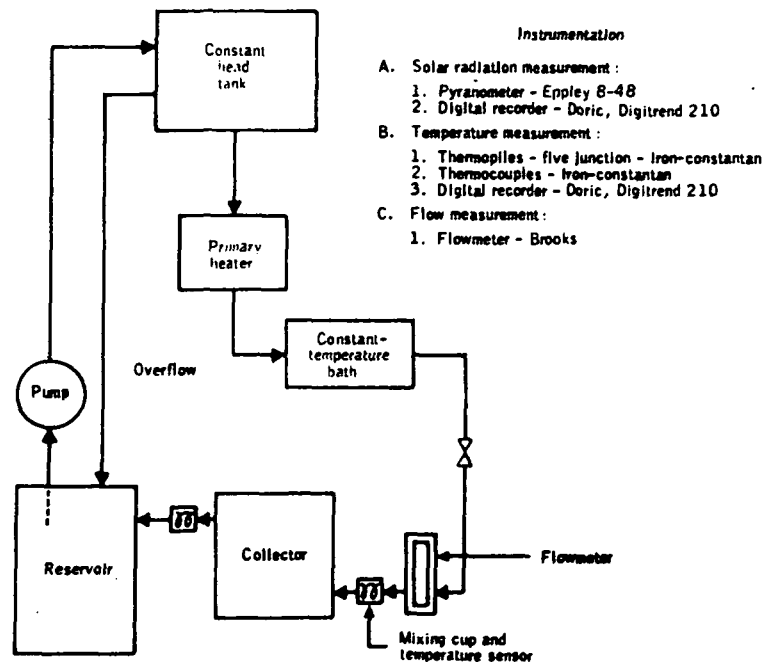 Constant
head
tank
Primary
heater
Constant-
temperature
bath
Overflow
Pump
Reservoir
Collector
Flowmeter
Mixing cup and
temperature sensor
Instrumentation
A. Solar radiation measurement :
1. Pyranometer - Eppley 8-48
2. Digital recorder - Doric, Digitrend 210
B. Temperature measurement :
1. Thermopiles - five junction - Iron-constantan
2. Thermocouples - Iron-constantan
3. Digital recorder - Doric, Digitrend 210
C. Flow measurement :
1. Flowmeter - Brooks